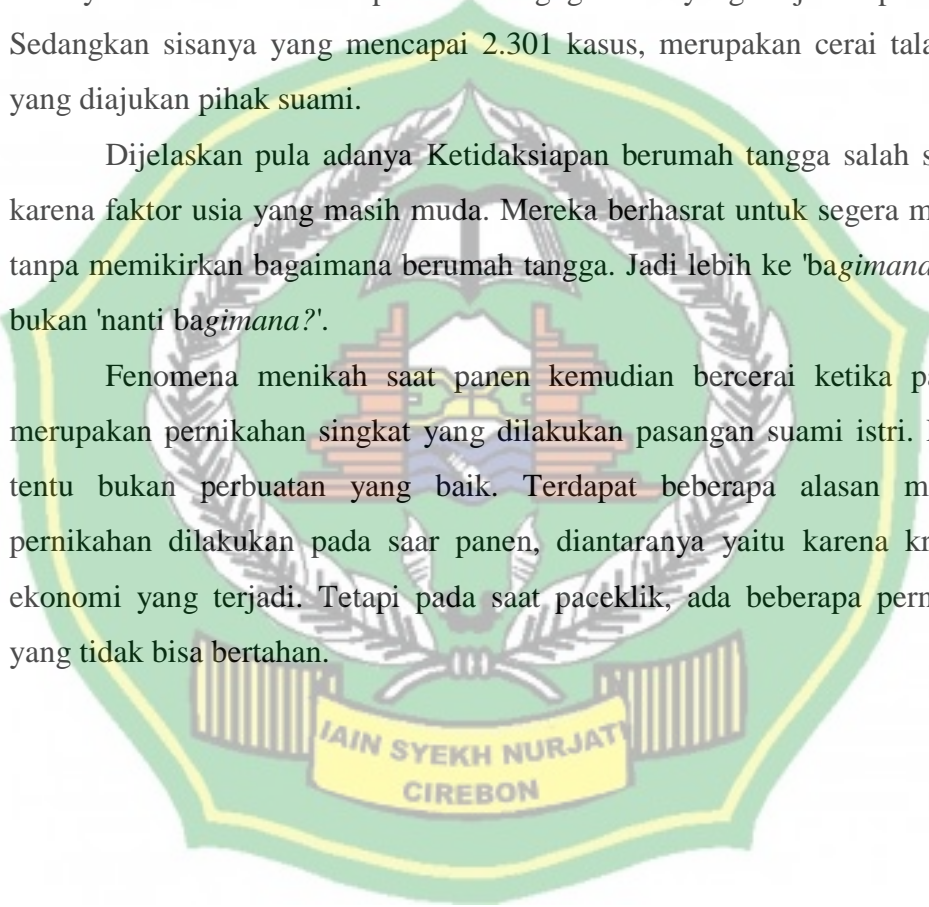 Sedangkan sisanya yang mencapai 2.301 kasus, merupakan cerai
yang diajukan pihak suami.
Dijelaskan pula adanya Ketidaksiapan berumah tangga salah
karena faktor usia yang masih muda. Mereka berhasrat untuk segera
tanpa memikirkan bagaimana berumah tangga. Jadi lebih ke 'bagimana
bukan 'nanti bagimana?'.
Fenomena menikah saat panen kemudian bercerai ketika
merupakan pernikahan singkat yang dilakukan pasangan suami istri.
tentu bukan perbuatan yang baik. Terdapat beberapa alasan
pernikahan dilakukan pada saar panen, diantaranya yaitu karena
ekonomi yang terjadi. Tetapi pada saat paceklik, ada beberapa
yang tidak bisa bertahan.
IAIN SYEKH NURJATI
CIREBON